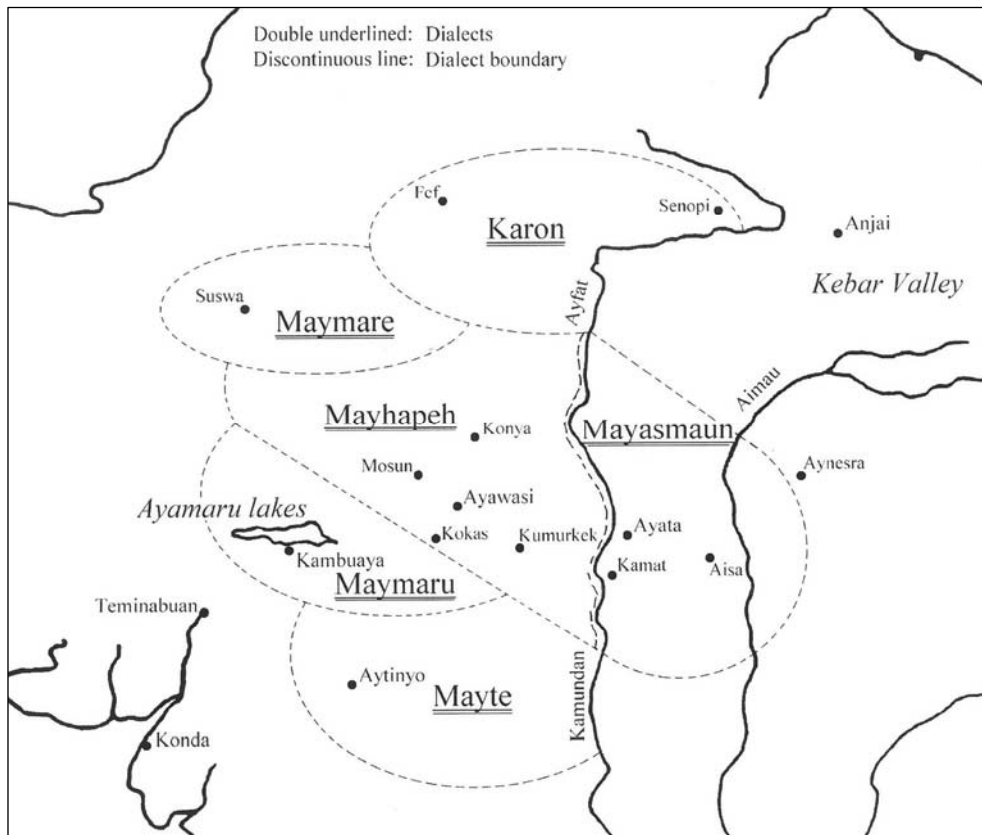 Double underlined: Dialects
Discontinuous line: Dialect boundary
Fef
Senopi
Karon
Anjai
Kebar Valley
Ayfat
Suswa
Maymare
Aimau
Mayhapeh
Mayasmaun
Konya
Mosun
Aynesra
Ayawasi
Ayamaru lakes
Kokas
Kumurkek
Ayata
Kambuaya
Kamat
Aisa
Maymaru
Teminabuan
Kamundan
Aytinyo
Mayte
Konda